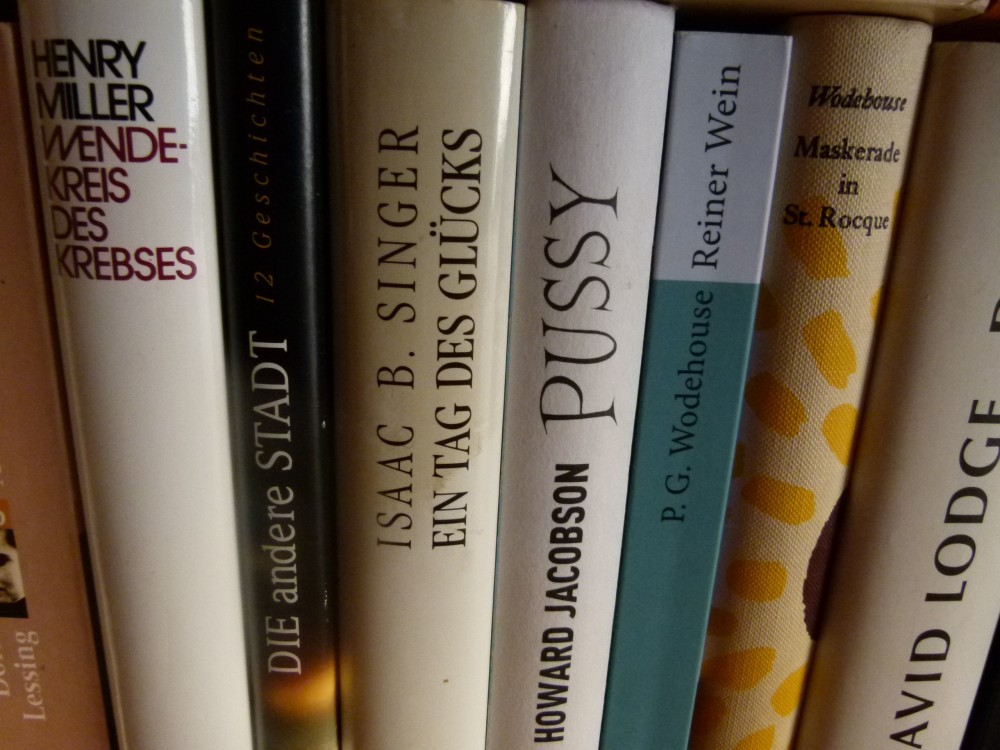 Lessing
HENRY
MILLER
WENDE-
KREIS
DES
KREBSES
DIE andere STADT 12 Geschichten
ISAAC B. SINGER
EIN TAG DES GLÜCKS
HOWARD JACOBSON PUSSY
P. G. Wodehouse Reiner Wein
Wodehouse
Maskerade
in
St. Rocque
AVID LODGE